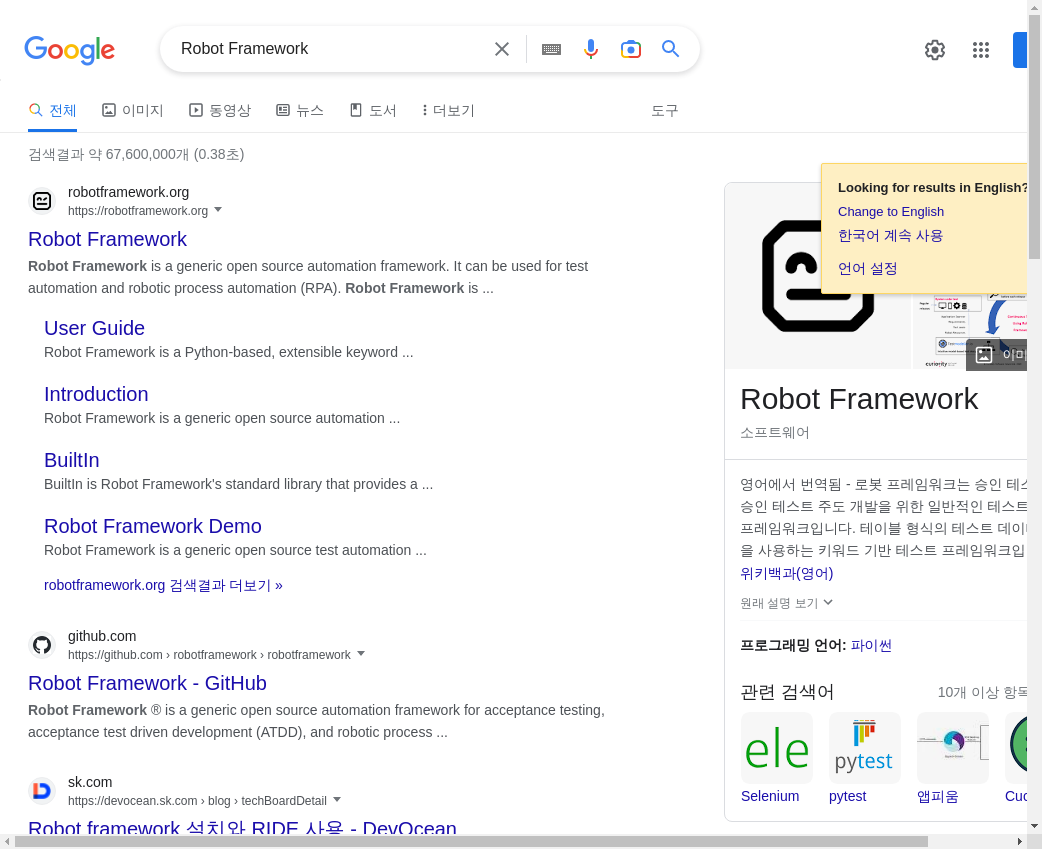 Google
Robot Framework
전체
이미지
동영상
뉴스
도서
더보기
도구
검색결과 약 67,600,000개 (0.38초)
robotframework.org
https://robotframework.org
Robot Framework
Robot Framework is a generic open source automation framework. It can be used for test
automation and robotic process automation (RPA). Robot Framework is ...
User Guide
Robot Framework is a Python-based, extensible keyword ...
Introduction
Robot Framework is a generic open source automation ...
BuiltIn
BuiltIn is Robot Framework's standard library that provides a ...
Robot Framework Demo
Robot Framework is a generic open source test automation ...
robotframework.org 검색결과 더보기 »
github.com
https://github.com › robotframework › robotframework
Robot Framework - GitHub
Robot Framework ® is a generic open source automation framework for acceptance testing,
acceptance test driven development (ATDD), and robotic process ...
sk.com
https://devocean.sk.com › blog › techBoardDetail
Robot framework 설치와 RIDE 사용 - DevOcean
Looking for results in English?
Change to English
한국어 계속 사용
언어 설정
curiosity
이미
Robot Framework
소프트웨어
영어에서 번역됨 - 로봇 프레임워크는 승인 테스
승인 테스트 주도 개발을 위한 일반적인 테스트
프레임워크입니다. 테이블 형식의 테스트 데이
을 사용하는 키워드 기반 테스트 프레임워크입
위키백과(영어)
원래 설명 보기
프로그래밍 언어: 파이썬
관련 검색어
10개 이상 항목
ele
pytest
Selenium
pytest
앱피움
Cuc